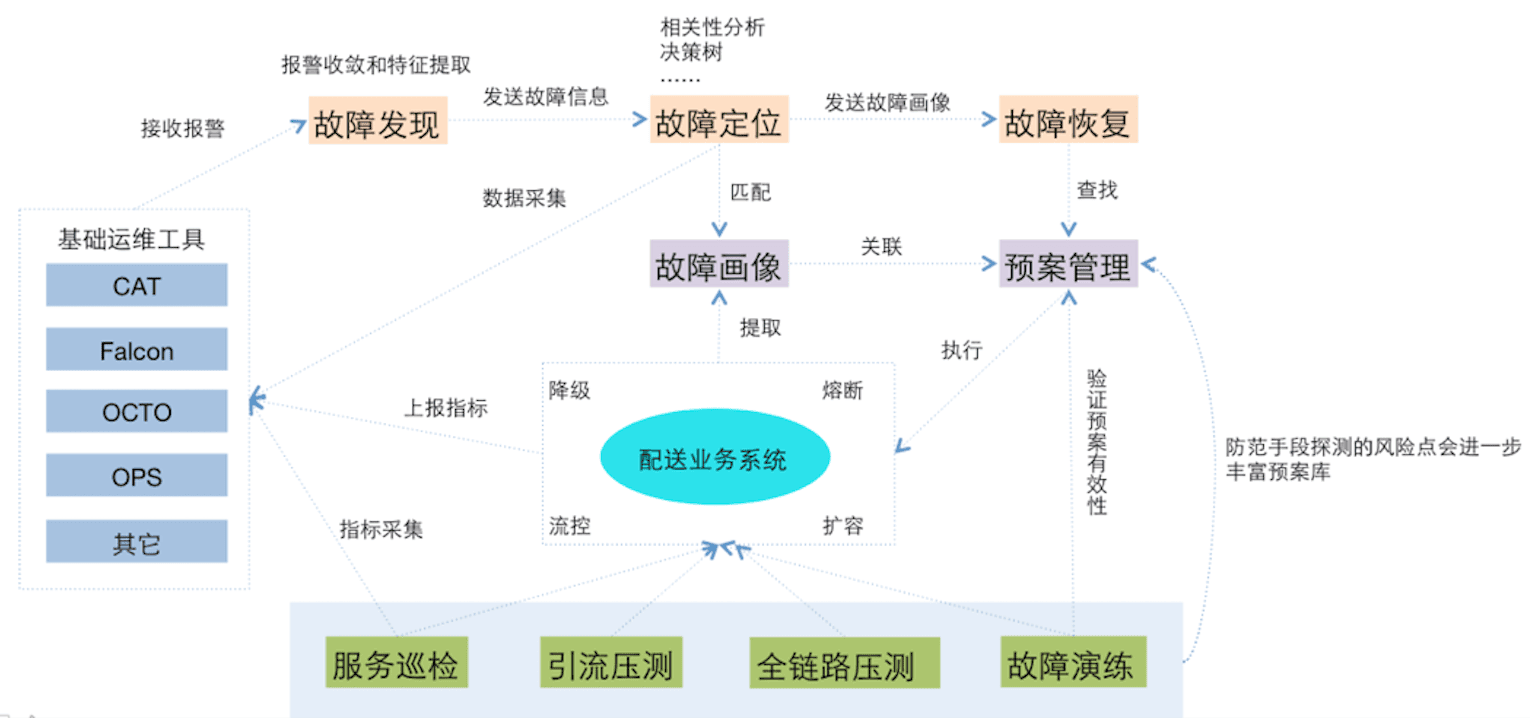 相关性分析
决策树
......
报警收敛和特征提取
发送故障信息
发送故障画像
接收报警
故障发现
故障定位
故障恢复
数据采集
匹配
查找
基础运维工具
CAT
Falcon
OCTO
OPS
其它
故障画像
关联
预案管理
提取
执行
上报指标
降级
熔断
配送业务系统
流控
扩容
验证预案有效性
防范手段探测的风险点会进一步
丰富预案库
指标采集
服务巡检
引流压测
全链路压测
故障演练